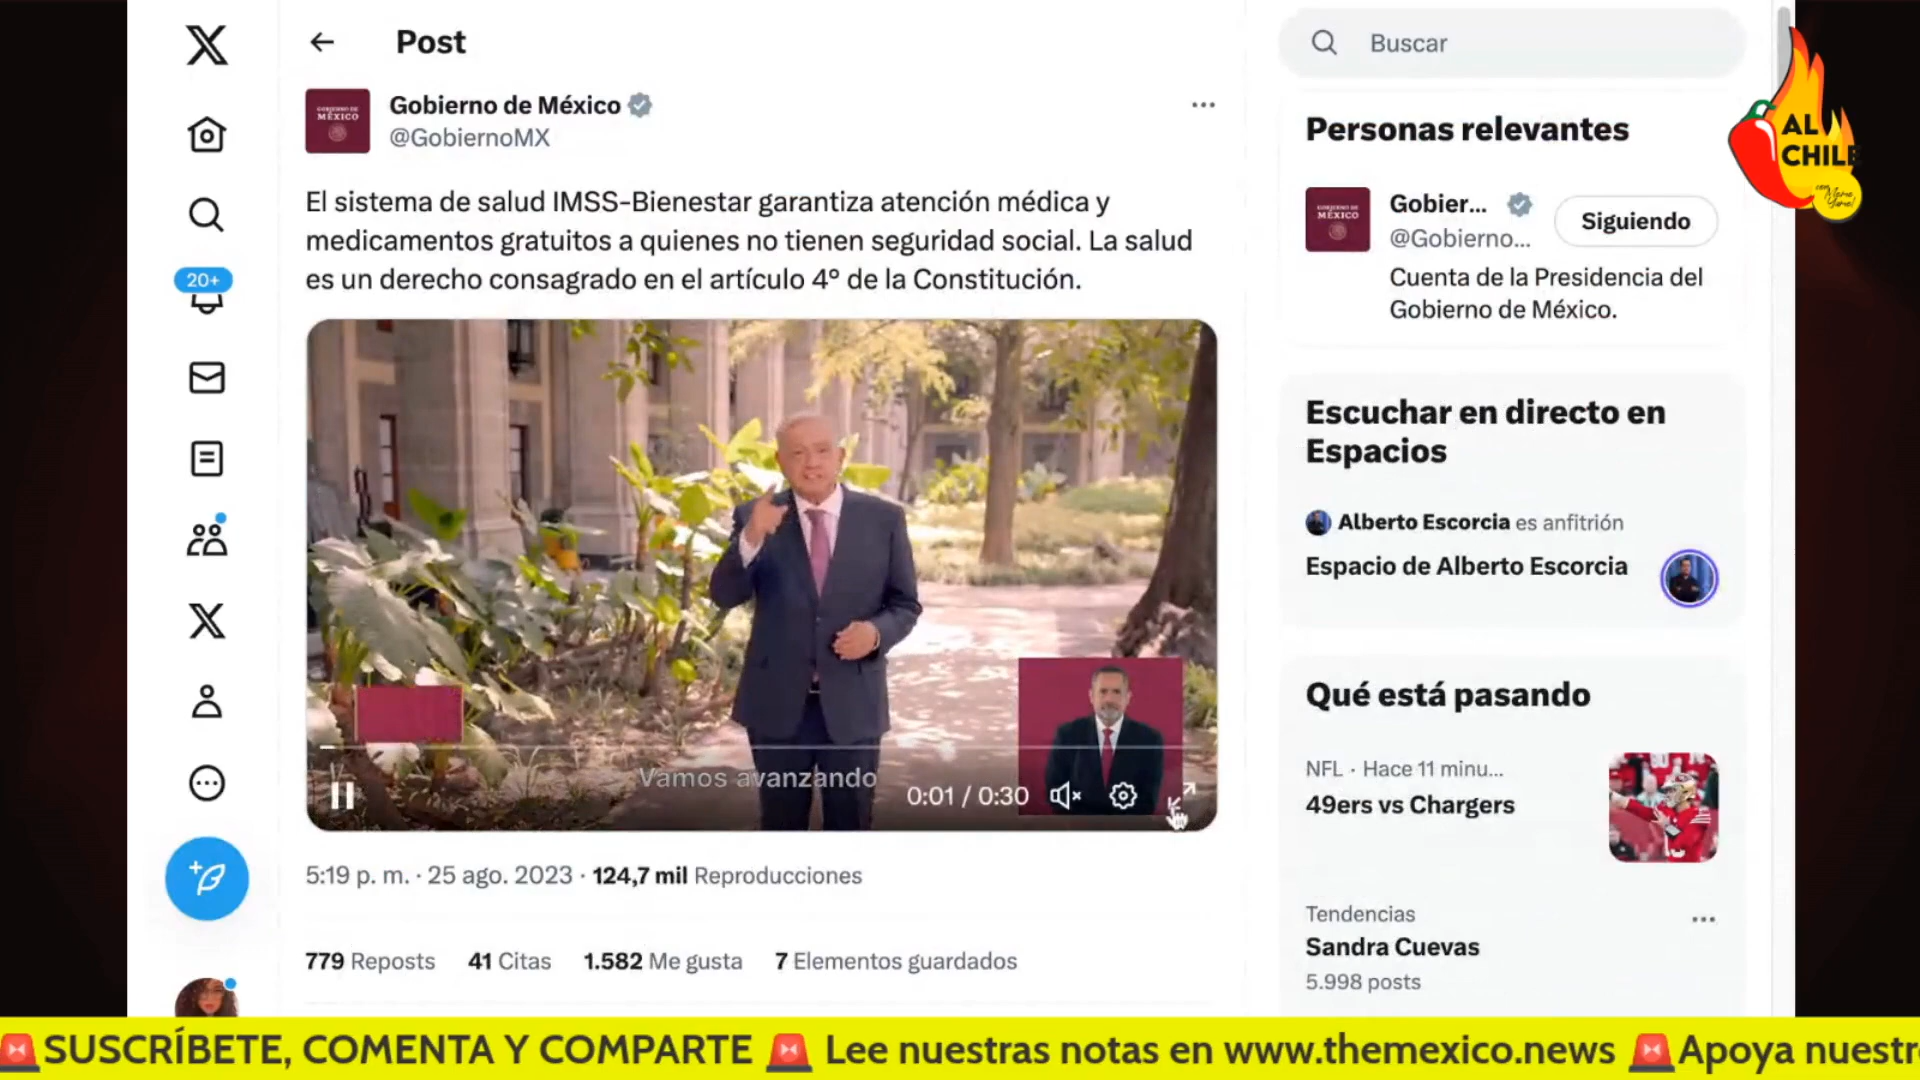 Post
Buscar
Gobierno de México
@GobiernoMX
GOBIERNO DE
MÉXICO
El sistema de salud IMSS-Bienestar garantiza atención médica y
medicamentos gratuitos a quienes no tienen seguridad social. La salud
es un derecho consagrado en el artículo 4° de la Constitución.
20+
Vamos avanzando
0:01 / 0:30
5:19 p. m. · 25 ago. 2023 · 124,7 mil Reproducciones
779 Reposts 41 Citas 1.582 Me gusta 7 Elementos guardados
Personas relevantes
GOBIERNO DE
MÉXICO
Gobier...
@Gobierno...
Siguiendo
Cuenta de la Presidencia del
Gobierno de México.
Escuchar en directo en
Espacios
Alberto Escorcia es anfitrión
Espacio de Alberto Escorcia
Qué está pasando
NFL · Hace 11 minu...
49ers vs Chargers
Tendencias
Sandra Cuevas
5.998 posts
AL
CHILE
SUSCRÍBETE, COMENTA Y COMPARTE Lee nuestras notas en www.themexico.news Apoya nuestr